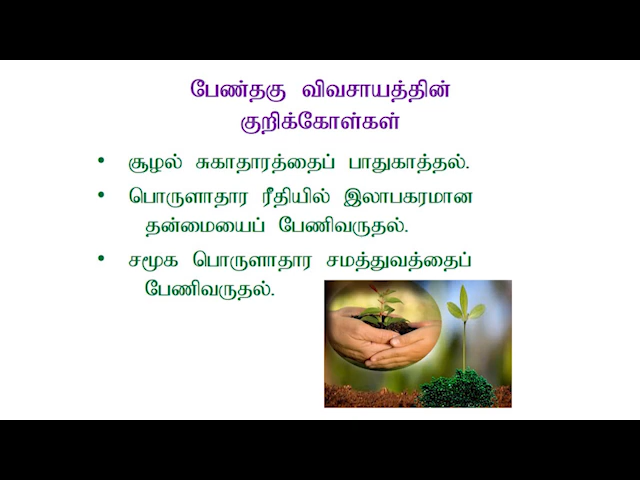 பேண்தகு விவசாயத்தின்
குறிக்கோள்கள்
• சூழல் சுகாதாரத்தைப் பாதுகாத்தல்.
• பொருளாதார ரீதியில் இலாபகரமான
தன்மையைப் பேணிவருதல்.
• சமூக பொருளாதார சமத்துவத்தைப்
பேணிவருதல்.